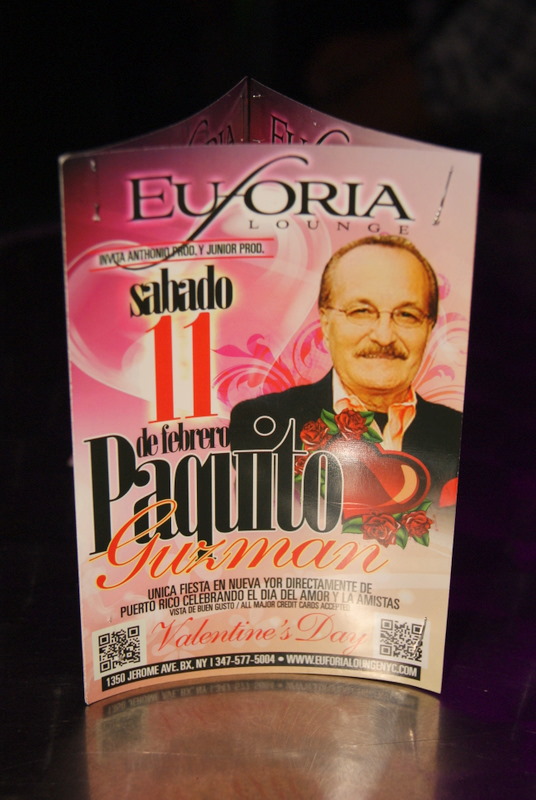 EUFORIA
LOUNGE
INVITA ANTHONIO PROD. Y JUNIOR PROD.
sabado
11
de febrero
Paquito
Guzman
UNICA FIESTA EN NUEVA YOR DIRECTAMENTE DE
PUERTO RICO CELEBRANDO EL DIA DEL AMOR Y LA AMISTAS
VISTA DE BUEN GUSTO / ALL MAJOR CREDIT CARDS ACCEPTED
Valentine's Day
1350 JEROME AVE. BX, NY I 347-577-5004 • WWW.EUFORIALOUNGENYC.COM